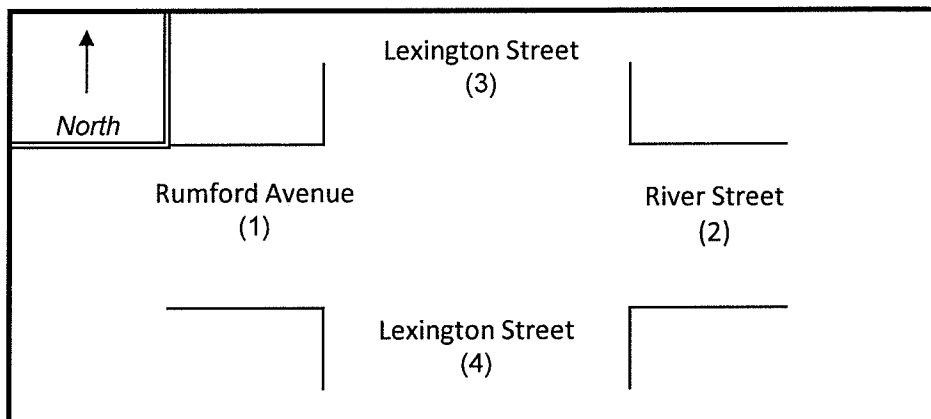 Lexington Street
(3)
North
Rumford Avenue
(1)
River Street
(2)
Lexington Street
(4)